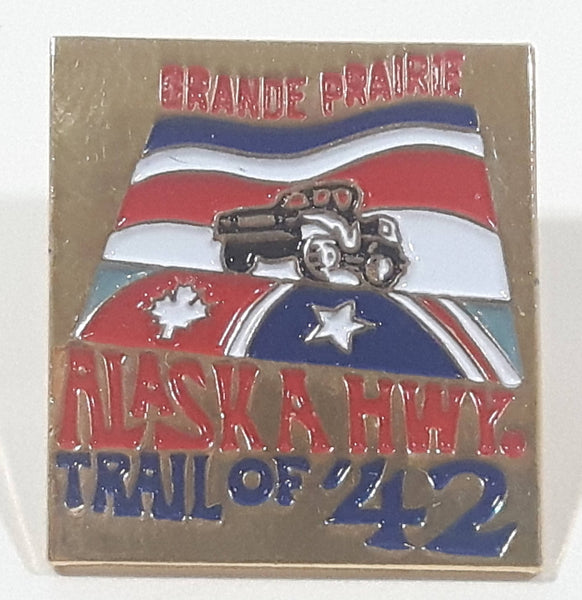 GRANDE PRAIRIE
ALASKA HWY.
TRAIL OF '42